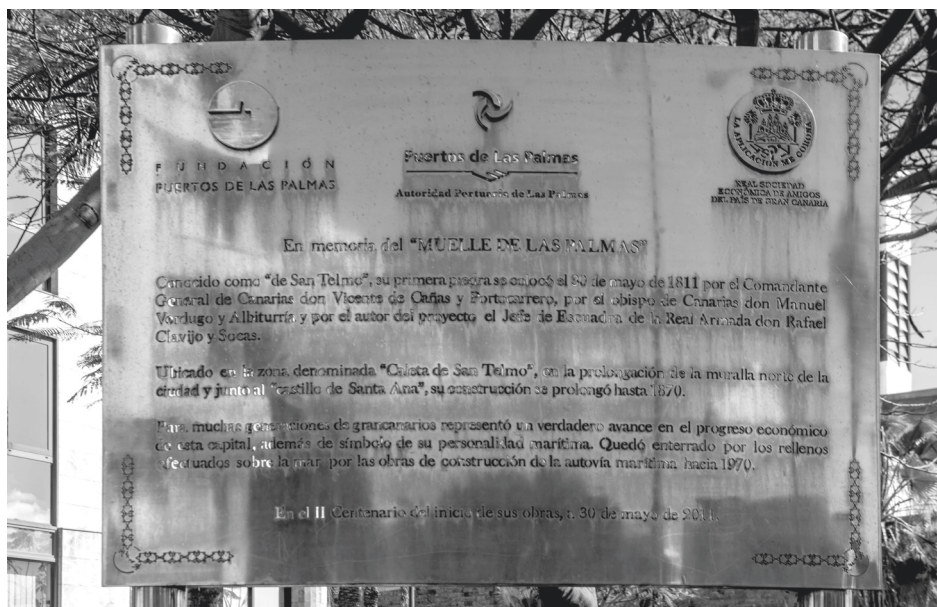 FUNDACIÓN
PUERTOS DE LAS PALMAS
Puertos de Las Palmas
Autoridad Portuaria de Las Palmas
LA APLICACIÓN ME CORONA
REAL SOCIEDAD
ECONÓMICA DE AMIGOS
DEL PAÍS DE GRAN CANARIA
En memoria del "MUELLE DE LAS PALMAS"
Conocido como "de San Telmo", su primera piedra se colocó el 30 de mayo de 1811 por el Comandante
General de Canarias don Vicente de Cañas y Portocarrero, por el obispo de Canarias don Manuel
Verdugo y Albiturría y por el autor del proyecto el Jefe de Escuadra de la Real Armada don Rafael
Clavijo y Socas.
Ubicado en la zona denominada "Caleta de San Telmo", en la prolongación de la muralla norte de la
ciudad y junto al "castillo de Santa Ana", su construcción se prolongó hasta 1870.
Para muchas generaciones de grancanarios representó un verdadero avance en el progreso económico
de esta capital, además de símbolo de su personalidad marítima. Quedó enterrado por los rellenos
efectuados sobre la mar por las obras de construcción de la autovía marítima hacia 1970.
En el II Centenario del inicio de sus obras, a 30 de mayo de 2011.